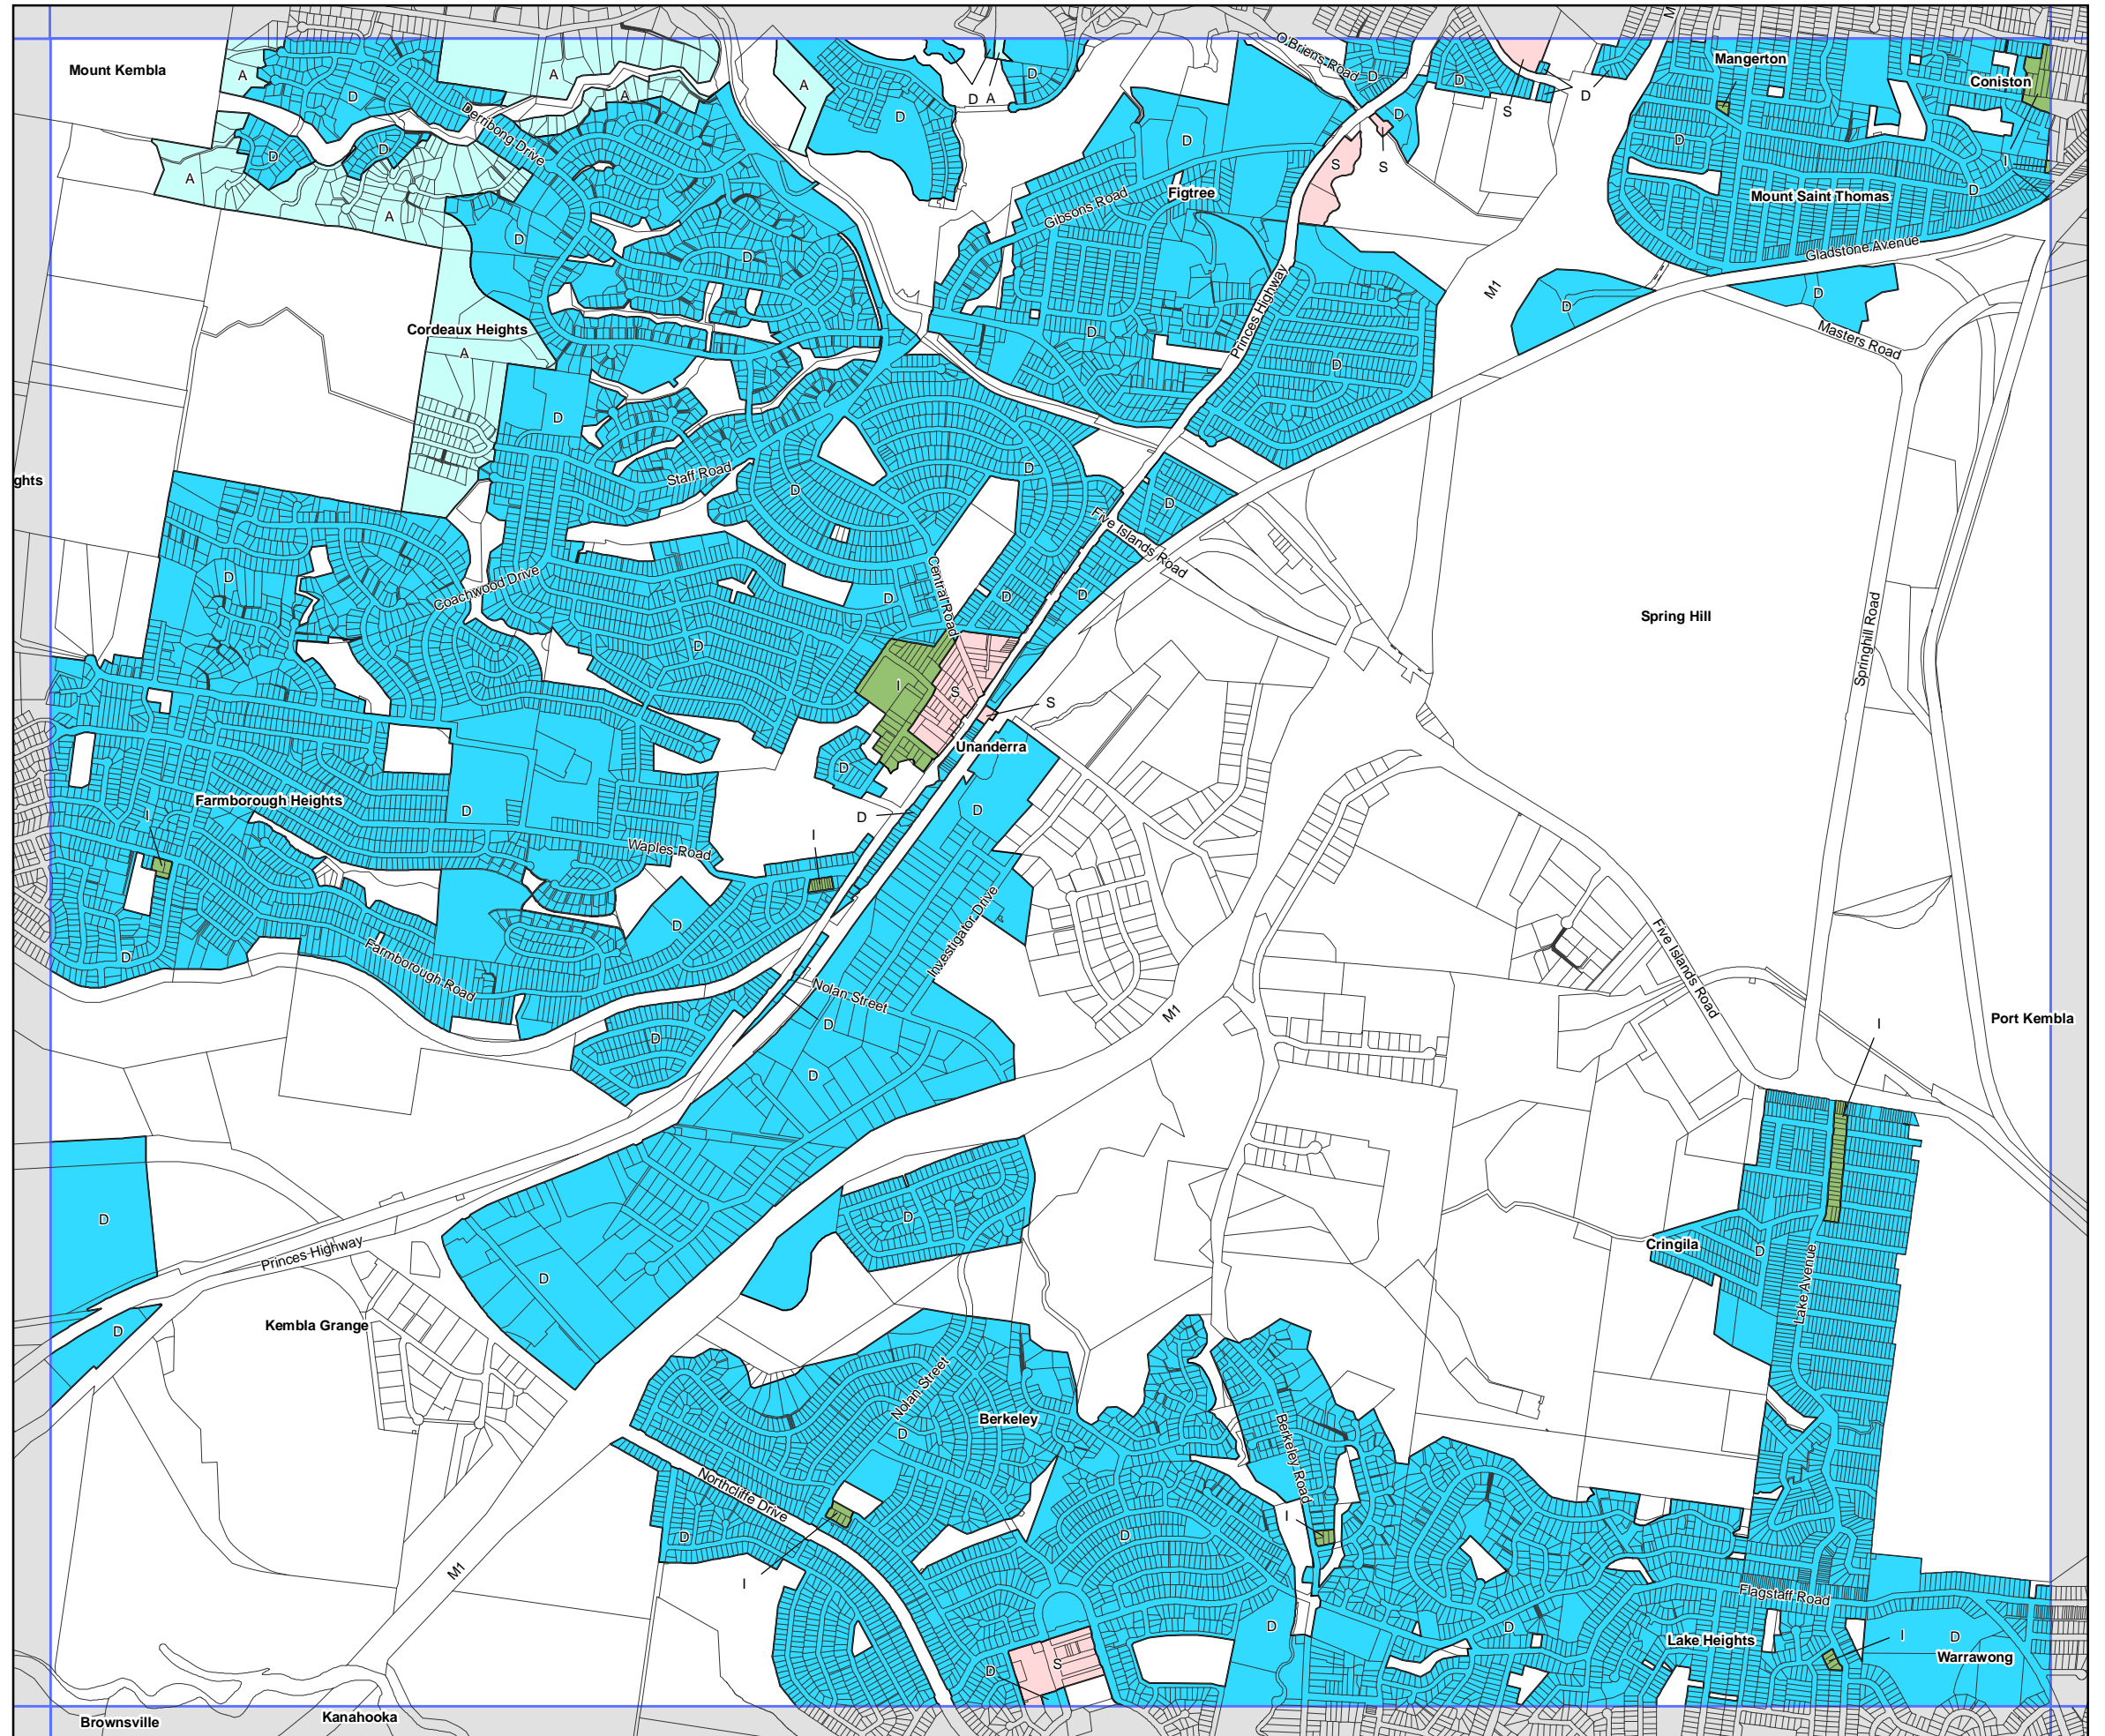 M
O'Briens Road
Mount Kembla
Mangerton
Coniston
A
A
A
D
D
D
D
A
D
D
S
D
A
D
D
Derribong Drive
D
D
A
A
D
D
S
S
D
I
D
Gibsons Road
Figtree
Mount Saint Thomas
D
D
Gladstone Avenue
M1
D
D
Princes Highway
Cordeaux Heights
A
D
D
Masters Road
D
Staff Road
D
D
D
ghts
Five Islands Road
Central Road
D
Coachwood Drive
D
D
D
Spring Hill
Springhill Road
D
I
S
S
Unanderra
D
Farmborough Heights
D
I
D
D
I
Waples Road
D
Investigator Drive
D
Farmborough Road
Nolan Street
D
D
D
M1
Five Islands Road
Port Kembla
I
D
D
Princes Highway
D
Cringila
D
Lake Avenue
Kembla Grange
D
Nolan Street
Berkeley
D
Berkeley Road
Northcliffe Drive
I
D
D
M1
I
Flagstaff Road
D
D
Lake Heights
I
D
Warrawong
D
S
Brownsville
Kanahooka